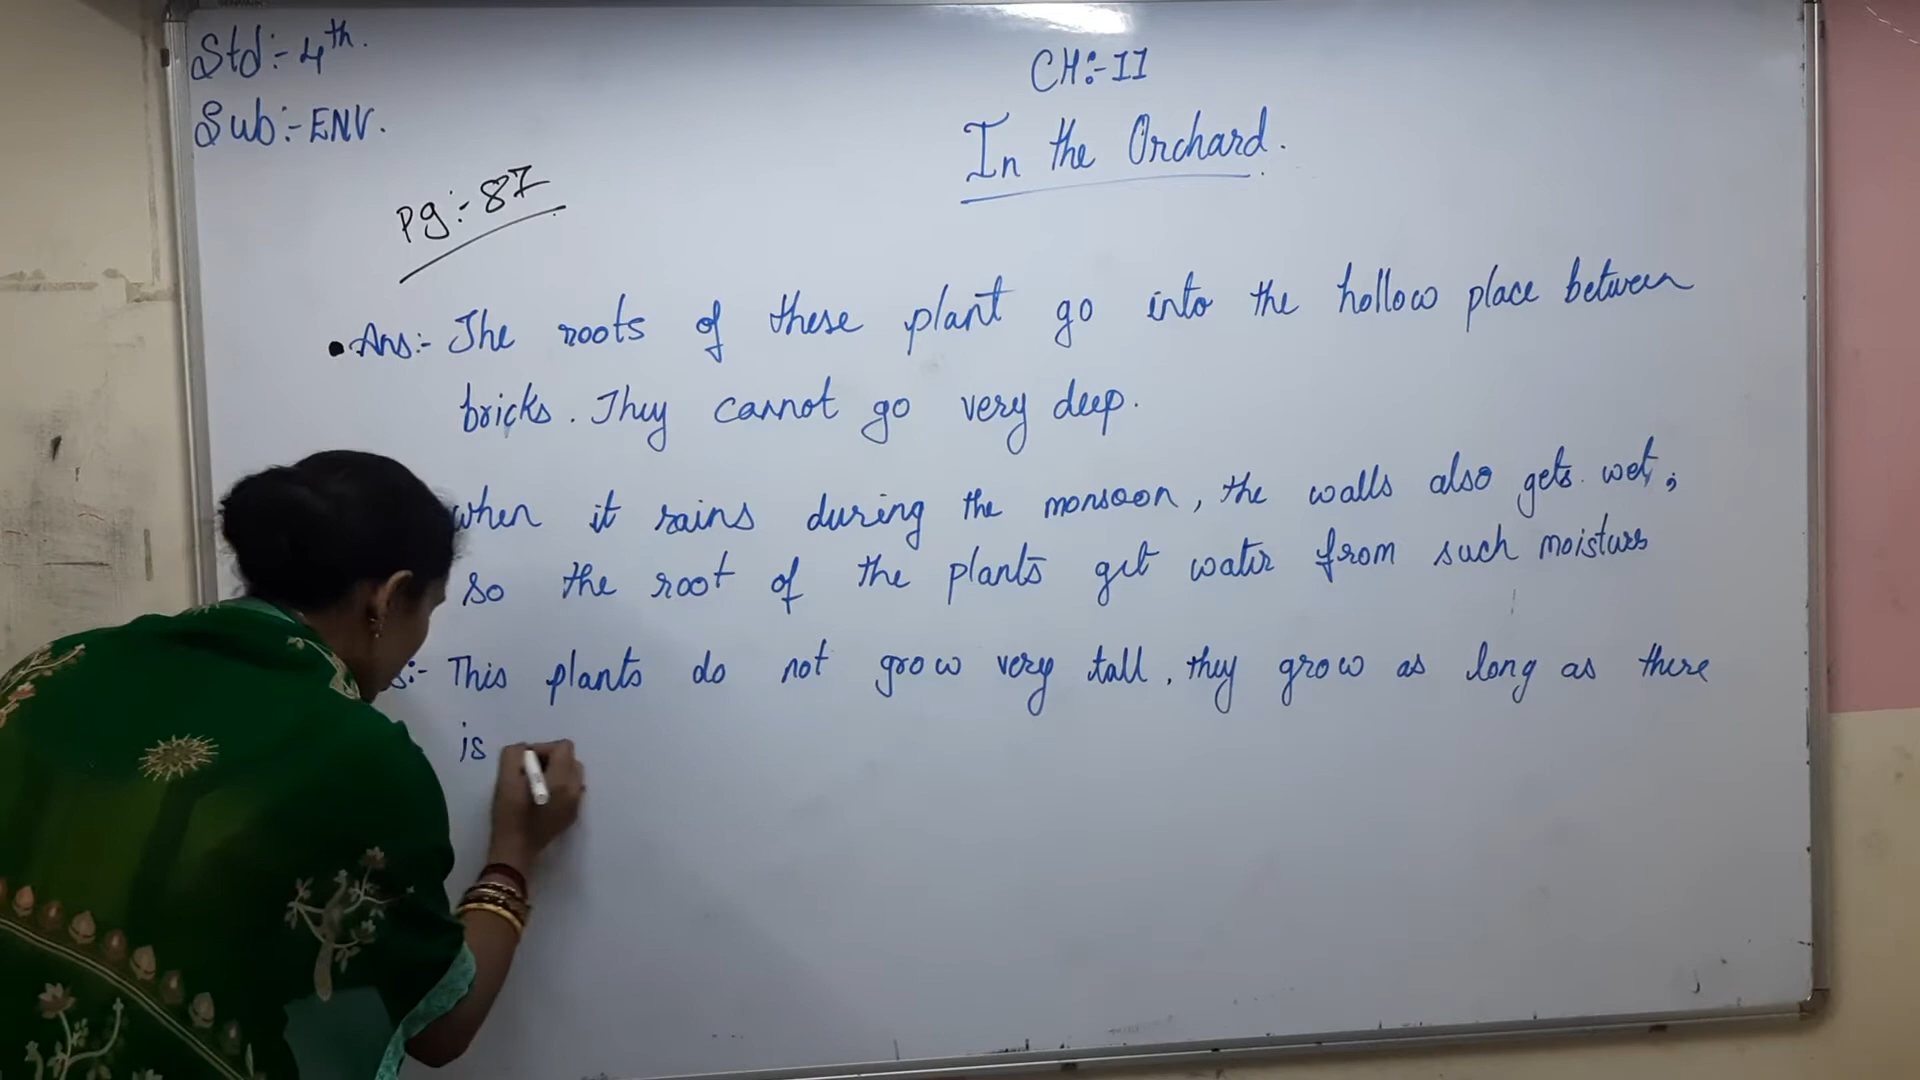 Std:- 4th.
Sub:- ENV.
CH:- II
In the Orchard.
Pg:- 87
• Ans:- The roots of these plant go into the hollow place between
bricks. They cannot go very deep.
when it rains during the monsoon, the walls also gets wet;
so the root of the plants get water from such moisture
s:- This plants do not grow very tall, they grow as long as there
is